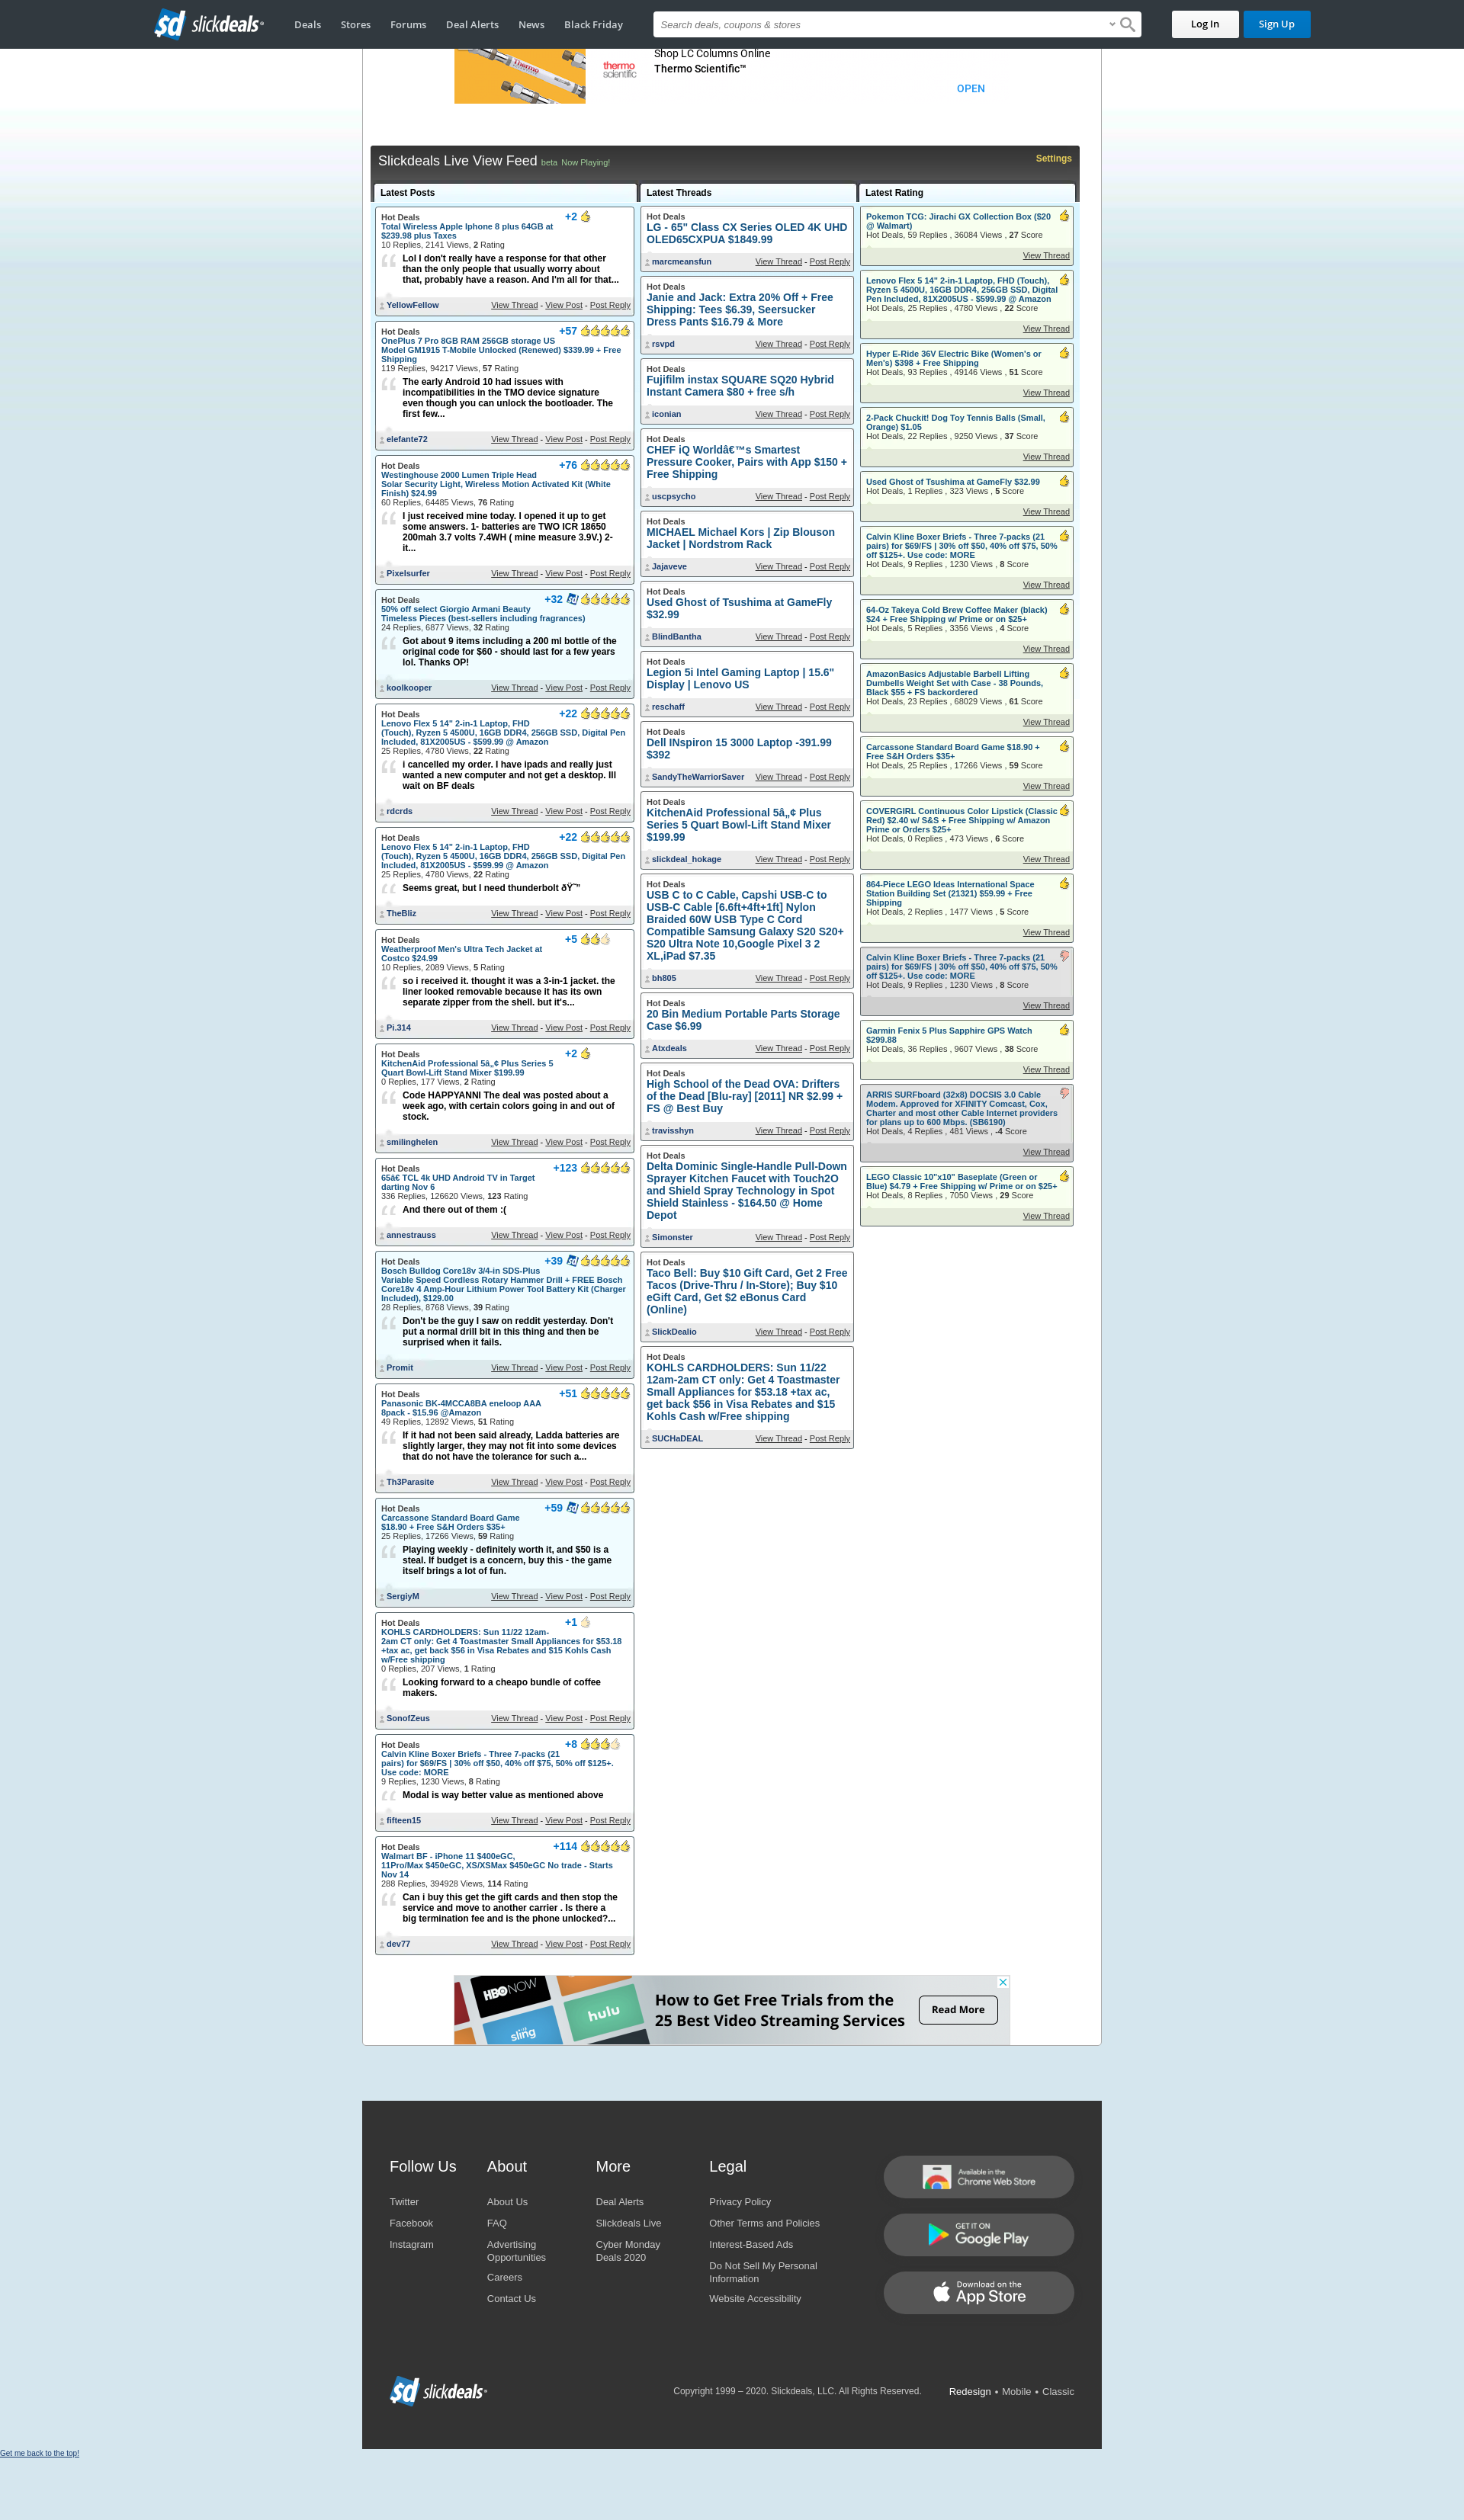 sd slickdeals
Deals
Stores
Forums
Deal Alerts
News
Black Friday
Search deals, coupons & stores
Log In
Sign Up
Shop LC Columns Online
thermo scientific
Thermo Scientific™
OPEN
Slickdeals Live View Feed beta Now Playing!
Settings
Latest Posts
Hot Deals
+2
Total Wireless Apple Iphone 8 plus 64GB at
$239.98 plus Taxes
10 Replies, 2141 Views, 2 Rating
Lol I don't really have a response for that other
than the only people that usually worry about
that, probably have a reason. And I'm all for that...
YellowFellow
View Thread - View Post - Post Reply
Hot Deals
+57
OnePlus 7 Pro 8GB RAM 256GB storage US
Model GM1915 T-Mobile Unlocked (Renewed) $339.99 + Free
Shipping
119 Replies, 94217 Views, 57 Rating
The early Android 10 had issues with
incompatibilities in the TMO device signature
even though you can unlock the bootloader. The
first few...
elefante72
View Thread - View Post - Post Reply
Hot Deals
+76
Westinghouse 2000 Lumen Triple Head
Solar Security Light, Wireless Motion Activated Kit (White
Finish) $24.99
60 Replies, 64485 Views, 76 Rating
I just received mine today. I opened it up to get
some answers. 1- batteries are TWO ICR 18650
200mah 3.7 volts 7.4WH ( mine measure 3.9V.) 2-
it...
Pixelsurfer
View Thread - View Post - Post Reply
Hot Deals
+32
50% off select Giorgio Armani Beauty
Timeless Pieces (best-sellers including fragrances)
24 Replies, 6877 Views, 32 Rating
Got about 9 items including a 200 ml bottle of the
original code for $60 - should last for a few years
lol. Thanks OP!
koolkooper
View Thread - View Post - Post Reply
Hot Deals
+22
Lenovo Flex 5 14" 2-in-1 Laptop, FHD
(Touch), Ryzen 5 4500U, 16GB DDR4, 256GB SSD, Digital Pen
Included, 81X2005US - $599.99 @ Amazon
25 Replies, 4780 Views, 22 Rating
i cancelled my order. I have ipads and really just
wanted a new computer and not get a desktop. Ill
wait on BF deals
rdcrds
View Thread - View Post - Post Reply
Hot Deals
+22
Lenovo Flex 5 14" 2-in-1 Laptop, FHD
(Touch), Ryzen 5 4500U, 16GB DDR4, 256GB SSD, Digital Pen
Included, 81X2005US - $599.99 @ Amazon
25 Replies, 4780 Views, 22 Rating
Seems great, but I need thunderbolt ðŸ˜"
TheBliz
View Thread - View Post - Post Reply
Hot Deals
+5
Weatherproof Men's Ultra Tech Jacket at
Costco $24.99
10 Replies, 2089 Views, 5 Rating
so i received it. thought it was a 3-in-1 jacket. the
liner looked removable because it has its own
separate zipper from the shell. but it's...
Pi.314
View Thread - View Post - Post Reply
Hot Deals
+2
KitchenAid Professional 5â„¢ Plus Series 5
Quart Bowl-Lift Stand Mixer $199.99
0 Replies, 177 Views, 2 Rating
Code HAPPYANNI The deal was posted about a
week ago, with certain colors going in and out of
stock.
smilinghelen
View Thread - View Post - Post Reply
Hot Deals
+123
65â€ TCL 4k UHD Android TV in Target
darting Nov 6
336 Replies, 126620 Views, 123 Rating
And there out of them :(
annestrauss
View Thread - View Post - Post Reply
Hot Deals
+39
Bosch Bulldog Core18v 3/4-in SDS-Plus
Variable Speed Cordless Rotary Hammer Drill + FREE Bosch
Core18v 4 Amp-Hour Lithium Power Tool Battery Kit (Charger
Included), $129.00
28 Replies, 8768 Views, 39 Rating
Don't be the guy I saw on reddit yesterday. Don't
put a normal drill bit in this thing and then be
surprised when it fails.
Promit
View Thread - View Post - Post Reply
Hot Deals
+51
Panasonic BK-4MCCA8BA eneloop AAA
8pack - $15.96 @Amazon
49 Replies, 12892 Views, 51 Rating
If it had not been said already, Ladda batteries are
slightly larger, they may not fit into some devices
that do not have the tolerance for such a...
Th3Parasite
View Thread - View Post - Post Reply
Hot Deals
+59
Carcassone Standard Board Game
$18.90 + Free S&H Orders $35+
25 Replies, 17266 Views, 59 Rating
Playing weekly - definitely worth it, and $50 is a
steal. If budget is a concern, buy this - the game
itself brings a lot of fun.
SergiyM
View Thread - View Post - Post Reply
Hot Deals
+1
KOHLS CARDHOLDERS: Sun 11/22 12am-
2am CT only: Get 4 Toastmaster Small Appliances for $53.18
+tax ac, get back $56 in Visa Rebates and $15 Kohls Cash
w/Free shipping
0 Replies, 207 Views, 1 Rating
Looking forward to a cheapo bundle of coffee
makers.
SonofZeus
View Thread - View Post - Post Reply
Hot Deals
+8
Calvin Kline Boxer Briefs - Three 7-packs (21
pairs) for $69/FS | 30% off $50, 40% off $75, 50% off $125+.
Use code: MORE
9 Replies, 1230 Views, 8 Rating
Modal is way better value as mentioned above
fifteen15
View Thread - View Post - Post Reply
Hot Deals
+114
Walmart BF - iPhone 11 $400eGC,
11Pro/Max $450eGC, XS/XSMax $450eGC No trade - Starts
Nov 14
288 Replies, 394928 Views, 114 Rating
Can i buy this get the gift cards and then stop the
service and move to another carrier . Is there a
big termination fee and is the phone unlocked?...
dev77
View Thread - View Post - Post Reply
Latest Threads
Hot Deals
LG - 65" Class CX Series OLED 4K UHD
OLED65CXPUA $1849.99
marcmeansfun
View Thread - Post Reply
Hot Deals
Janie and Jack: Extra 20% Off + Free
Shipping: Tees $6.39, Seersucker
Dress Pants $16.79 & More
rsvpd
View Thread - Post Reply
Hot Deals
Fujifilm instax SQUARE SQ20 Hybrid
Instant Camera $80 + free s/h
iconian
View Thread - Post Reply
Hot Deals
CHEF iQ Worldâ€™s Smartest
Pressure Cooker, Pairs with App $150 +
Free Shipping
uscpsycho
View Thread - Post Reply
Hot Deals
MICHAEL Michael Kors | Zip Blouson
Jacket | Nordstrom Rack
Jajaveve
View Thread - Post Reply
Hot Deals
Used Ghost of Tsushima at GameFly
$32.99
BlindBantha
View Thread - Post Reply
Hot Deals
Legion 5i Intel Gaming Laptop | 15.6"
Display | Lenovo US
reschaff
View Thread - Post Reply
Hot Deals
Dell INspiron 15 3000 Laptop -391.99
$392
SandyTheWarriorSaver
View Thread - Post Reply
Hot Deals
KitchenAid Professional 5â„¢ Plus
Series 5 Quart Bowl-Lift Stand Mixer
$199.99
slickdeal_hokage
View Thread - Post Reply
Hot Deals
USB C to C Cable, Capshi USB-C to
USB-C Cable [6.6ft+4ft+1ft] Nylon
Braided 60W USB Type C Cord
Compatible Samsung Galaxy S20 S20+
S20 Ultra Note 10,Google Pixel 3 2
XL,iPad $7.35
bh805
View Thread - Post Reply
Hot Deals
20 Bin Medium Portable Parts Storage
Case $6.99
Atxdeals
View Thread - Post Reply
Hot Deals
High School of the Dead OVA: Drifters
of the Dead [Blu-ray] [2011] NR $2.99 +
FS @ Best Buy
travisshyn
View Thread - Post Reply
Hot Deals
Delta Dominic Single-Handle Pull-Down
Sprayer Kitchen Faucet with Touch2O
and Shield Spray Technology in Spot
Shield Stainless - $164.50 @ Home
Depot
Simonster
View Thread - Post Reply
Hot Deals
Taco Bell: Buy $10 Gift Card, Get 2 Free
Tacos (Drive-Thru / In-Store); Buy $10
eGift Card, Get $2 eBonus Card
(Online)
SlickDealio
View Thread - Post Reply
Hot Deals
KOHLS CARDHOLDERS: Sun 11/22
12am-2am CT only: Get 4 Toastmaster
Small Appliances for $53.18 +tax ac,
get back $56 in Visa Rebates and $15
Kohls Cash w/Free shipping
SUCHaDEAL
View Thread - Post Reply
Latest Rating
Pokemon TCG: Jirachi GX Collection Box ($20
@ Walmart)
Hot Deals, 59 Replies , 36084 Views , 27 Score
View Thread
Lenovo Flex 5 14" 2-in-1 Laptop, FHD (Touch),
Ryzen 5 4500U, 16GB DDR4, 256GB SSD, Digital
Pen Included, 81X2005US - $599.99 @ Amazon
Hot Deals, 25 Replies , 4780 Views , 22 Score
View Thread
Hyper E-Ride 36V Electric Bike (Women's or
Men's) $398 + Free Shipping
Hot Deals, 93 Replies , 49146 Views , 51 Score
View Thread
2-Pack Chuckit! Dog Toy Tennis Balls (Small,
Orange) $1.05
Hot Deals, 22 Replies , 9250 Views , 37 Score
View Thread
Used Ghost of Tsushima at GameFly $32.99
Hot Deals, 1 Replies , 323 Views , 5 Score
View Thread
Calvin Kline Boxer Briefs - Three 7-packs (21
pairs) for $69/FS | 30% off $50, 40% off $75, 50%
off $125+. Use code: MORE
Hot Deals, 9 Replies , 1230 Views , 8 Score
View Thread
64-Oz Takeya Cold Brew Coffee Maker (black)
$24 + Free Shipping w/ Prime or on $25+
Hot Deals, 5 Replies , 3356 Views , 4 Score
View Thread
AmazonBasics Adjustable Barbell Lifting
Dumbells Weight Set with Case - 38 Pounds,
Black $55 + FS backordered
Hot Deals, 23 Replies , 68029 Views , 61 Score
View Thread
Carcassone Standard Board Game $18.90 +
Free S&H Orders $35+
Hot Deals, 25 Replies , 17266 Views , 59 Score
View Thread
COVERGIRL Continuous Color Lipstick (Classic
Red) $2.40 w/ S&S + Free Shipping w/ Amazon
Prime or Orders $25+
Hot Deals, 0 Replies , 473 Views , 6 Score
View Thread
864-Piece LEGO Ideas International Space
Station Building Set (21321) $59.99 + Free
Shipping
Hot Deals, 2 Replies , 1477 Views , 5 Score
View Thread
Calvin Kline Boxer Briefs - Three 7-packs (21
pairs) for $69/FS | 30% off $50, 40% off $75, 50%
off $125+. Use code: MORE
Hot Deals, 9 Replies , 1230 Views , 8 Score
View Thread
Garmin Fenix 5 Plus Sapphire GPS Watch
$299.88
Hot Deals, 36 Replies , 9607 Views , 38 Score
View Thread
ARRIS SURFboard (32x8) DOCSIS 3.0 Cable
Modem. Approved for XFINITY Comcast, Cox,
Charter and most other Cable Internet providers
for plans up to 600 Mbps. (SB6190)
Hot Deals, 4 Replies , 481 Views , -4 Score
View Thread
LEGO Classic 10"x10" Baseplate (Green or
Blue) $4.79 + Free Shipping w/ Prime or on $25+
Hot Deals, 8 Replies , 7050 Views , 29 Score
View Thread
HBO NOW
hulu
sling
How to Get Free Trials from the
25 Best Video Streaming Services
Read More
Follow Us
Twitter
Facebook
Instagram
About
About Us
FAQ
Advertising
Opportunities
Careers
Contact Us
More
Deal Alerts
Slickdeals Live
Cyber Monday
Deals 2020
Legal
Privacy Policy
Other Terms and Policies
Interest-Based Ads
Do Not Sell My Personal
Information
Website Accessibility
Available in the
Chrome Web Store
GET IT ON
Google Play
Download on the
App Store
sd slickdeals
Copyright 1999 – 2020. Slickdeals, LLC. All Rights Reserved.
Redesign • Mobile • Classic
Get me back to the top!